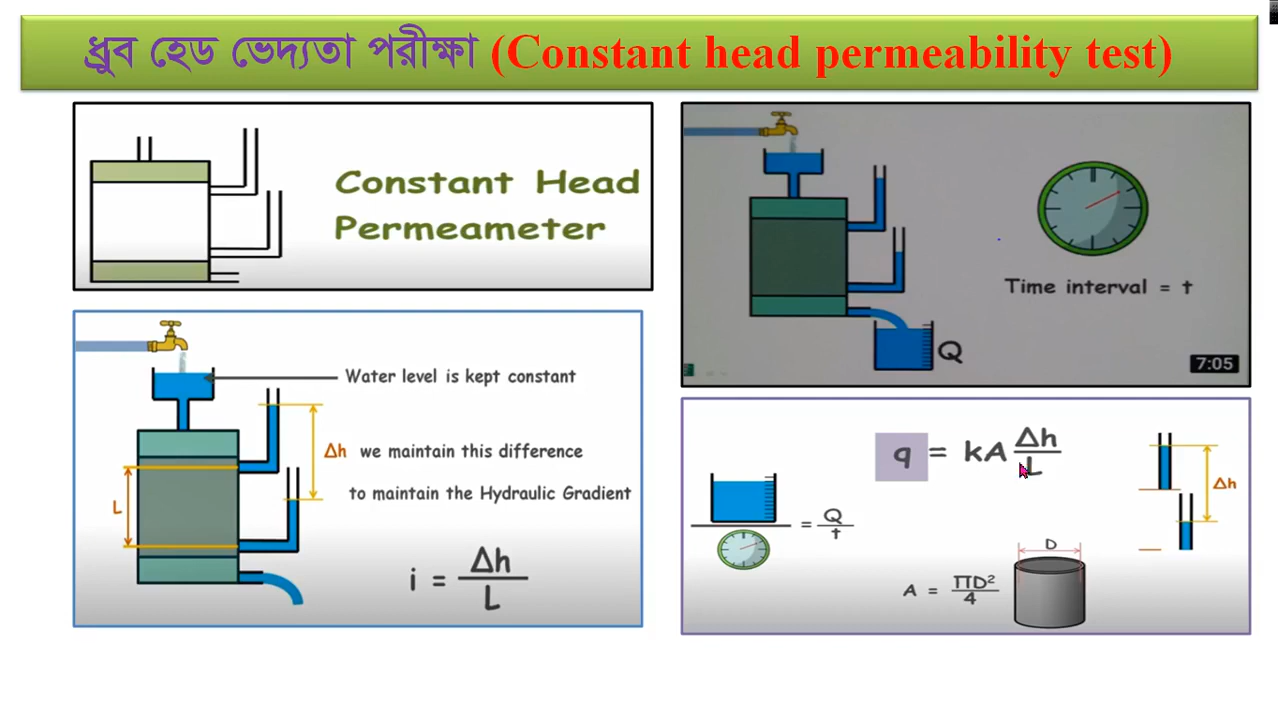 ধ্রুব হেড ভেদ্যতা পরীক্ষা (Constant head permeability test)
Constant Head
Permeameter
Time interval = t
Q
7:05
Water level is kept constant
Δh we maintain this difference
to maintain the Hydraulic Gradient
L
i = Δh/L
q = kA Δh/L
= Q/t
Δh
D
A = ΠD²/4